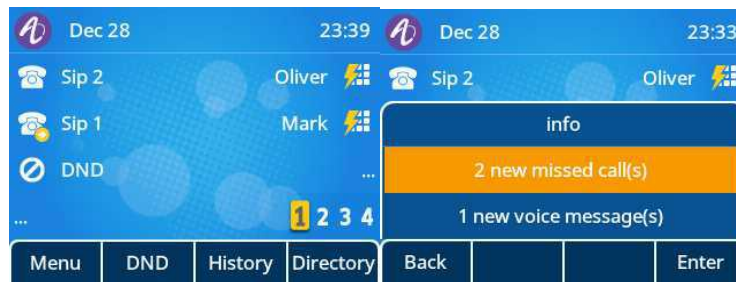 Dec 28 23:39
Sip 2 Oliver
Sip 1 Mark
DND ...
... 1 2 3 4
Menu DND History Directory
Dec 28 23:33
Sip 2 Oliver
info
2 new missed call(s)
1 new voice message(s)
Back Enter